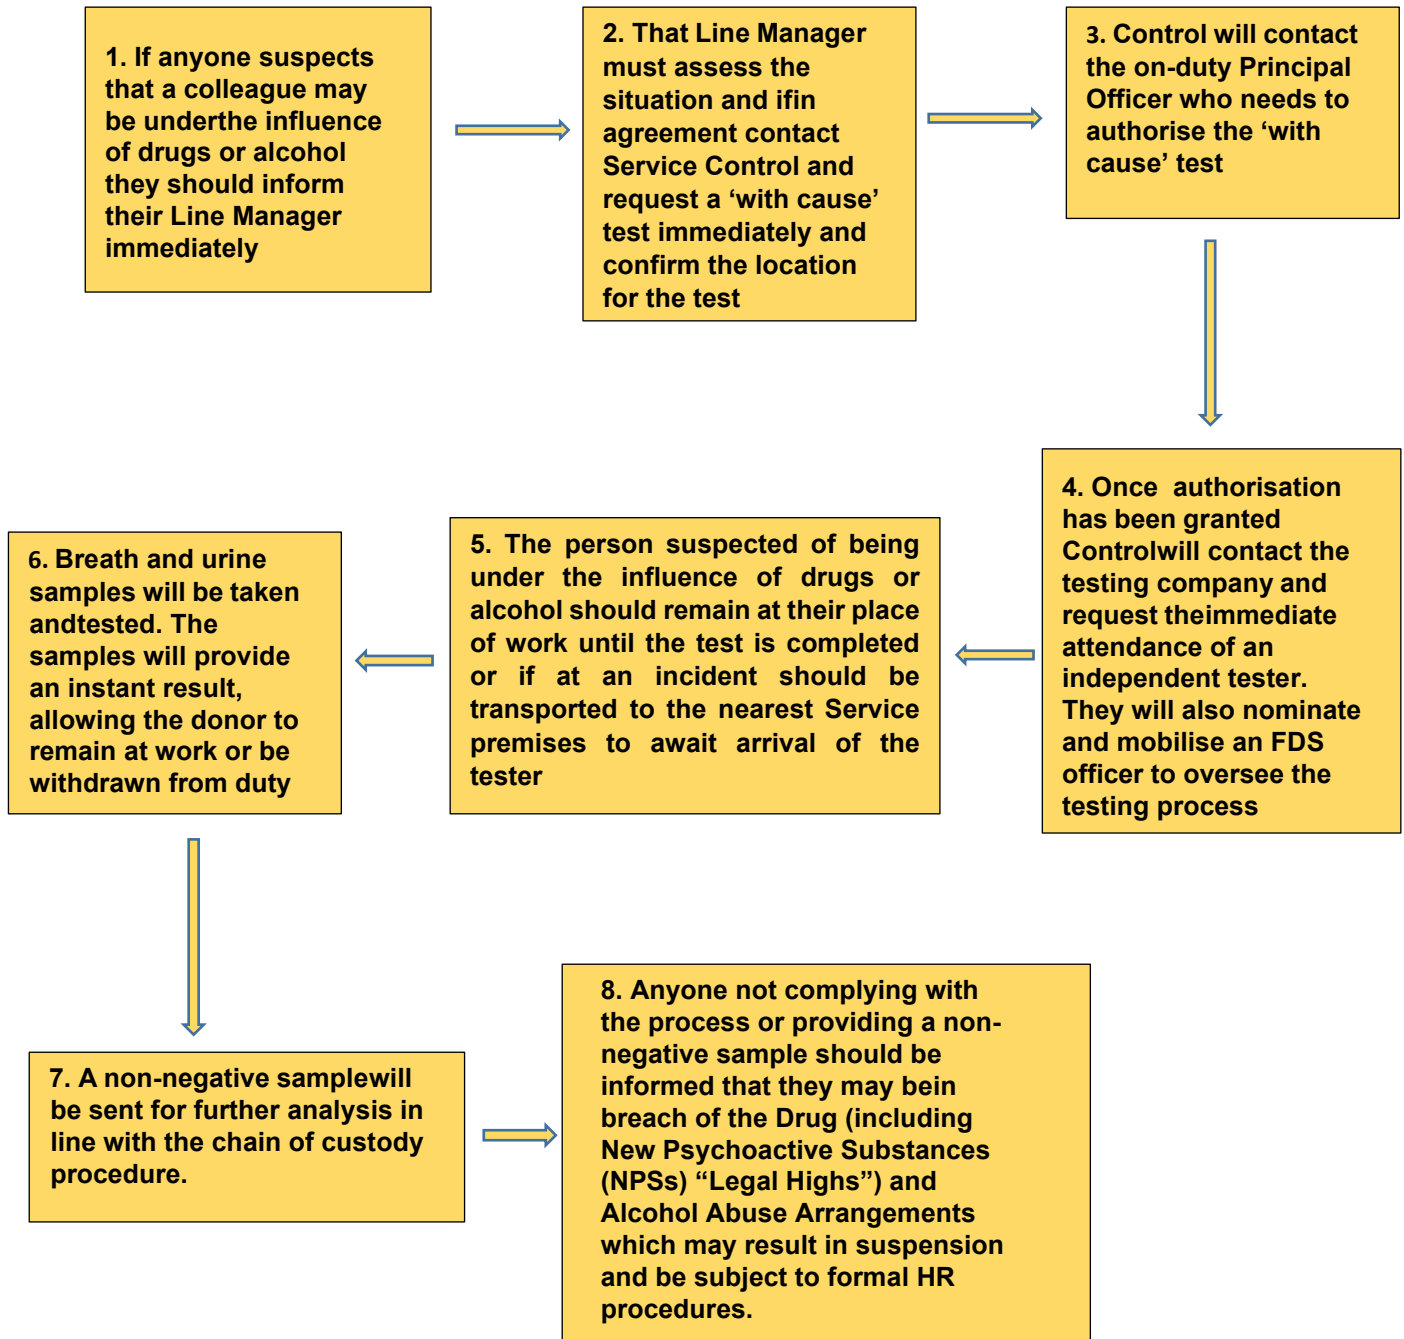 1. If anyone suspects
that a colleague may
be underthe influence
of drugs or alcohol
they should inform
their Line Manager
immediately
2. That Line Manager
must assess the
situation and ifin
agreement contact
Service Control and
request a ‘with cause’
test immediately and
confirm the location
for the test
3. Control will contact
the on-duty Principal
Officer who needs to
authorise the ‘with
cause’ test
4. Once authorisation
has been granted
Controlwill contact the
testing company and
request theimmediate
attendance of an
independent tester.
They will also nominate
and mobilise an FDS
officer to oversee the
testing process
5. The person suspected of being
under the influence of drugs or
alcohol should remain at their place
of work until the test is completed
or if at an incident should be
transported to the nearest Service
premises to await arrival of the
tester
6. Breath and urine
samples will be taken
andtested. The
samples will provide
an instant result,
allowing the donor to
remain at work or be
withdrawn from duty
7. A non-negative samplewill
be sent for further analysis in
line with the chain of custody
procedure.
8. Anyone not complying with
the process or providing a non-
negative sample should be
informed that they may bein
breach of the Drug (including
New Psychoactive Substances
(NPSs) “Legal Highs”) and
Alcohol Abuse Arrangements
which may result in suspension
and be subject to formal HR
procedures.